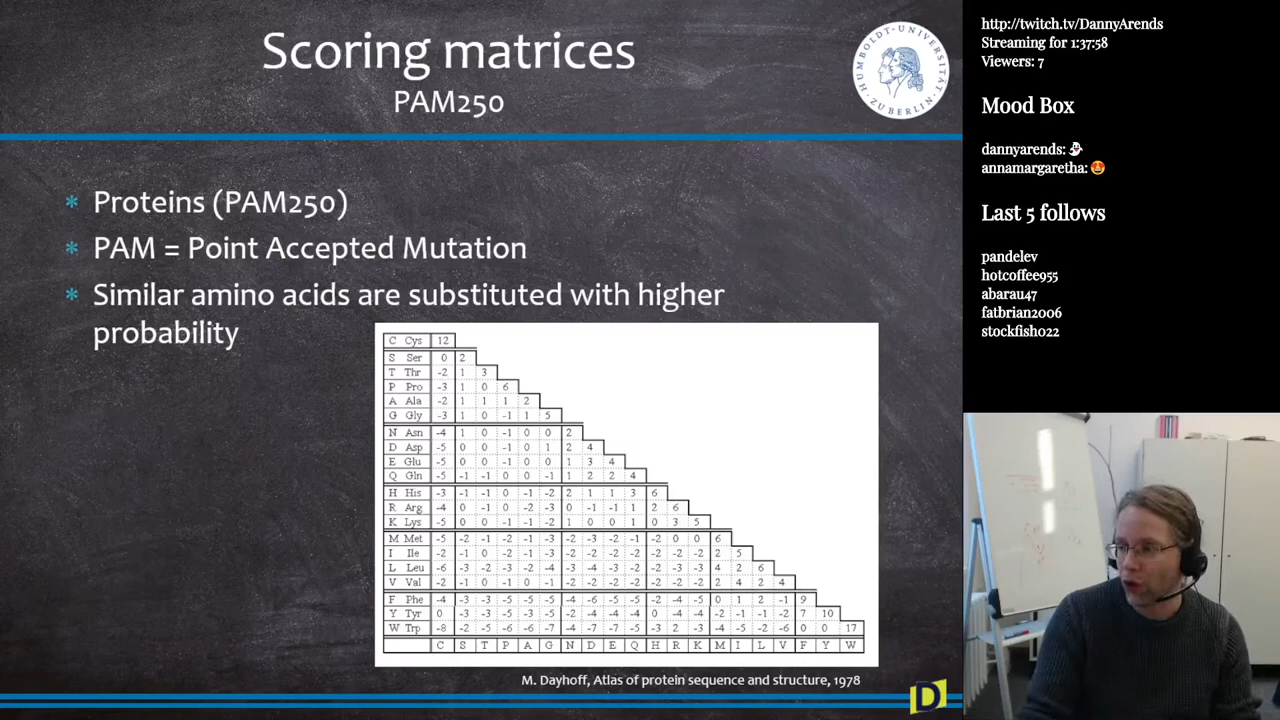 Scoring matrices
PAM250
HUMBOLDT-UNIVERSITÄT
ZU BERLIN
* Proteins (PAM250)
* PAM = Point Accepted Mutation
* Similar amino acids are substituted with higher
probability
C Cys 12
S Ser 0 2
T Thr -2 1 3
P Pro -3 1 0 6
A Ala -2 1 1 1 2
G Gly -3 1 0 -1 1 5
N Asn -4 1 0 -1 0 0 2
D Asp -5 0 0 -1 0 1 2 4
E Glu -5 0 0 -1 0 0 1 3 4
Q Gln -5 -1 -1 0 0 -1 1 2 2 4
H His -3 -1 -1 0 -1 -2 2 1 1 3 6
R Arg -4 0 -1 0 -2 -3 0 -1 -1 1 2 6
K Lys -5 0 0 -1 -1 -2 1 0 0 1 0 3 5
M Met -5 -2 -1 -2 -1 -3 -2 -3 -2 -1 -2 0 0 6
I Ile -2 -1 0 -2 -1 -3 -2 -2 -2 -2 -2 -2 -2 2 5
L Leu -6 -3 -2 -3 -2 -4 -3 -4 -3 -2 -2 -3 -3 4 2 6
V Val -2 -1 0 -1 0 -1 -2 -2 -2 -2 -2 -2 -2 2 4 2 4
F Phe -4 -3 -3 -5 -5 -5 -4 -6 -5 -5 -2 -4 -5 0 1 2 -1 9
Y Tyr 0 -3 -3 -5 -3 -5 -2 -4 -4 -4 0 -4 -4 -2 -1 -1 -2 7 10
W Trp -8 -2 -5 -6 -6 -7 -4 -7 -7 -5 -3 2 -3 -4 -5 -2 -6 0 0 17
C S T P A G N D E Q H R K M I L V F Y W
M. Dayhoff, Atlas of protein sequence and structure, 1978
D
http://twitch.tv/DannyArends
Streaming for 1:37:58
Viewers: 7
Mood Box
dannyarends: 👻
annamargaretha: 😍
Last 5 follows
pandelev
hotcoffee955
abarau47
fatbrian2006
stockfish022